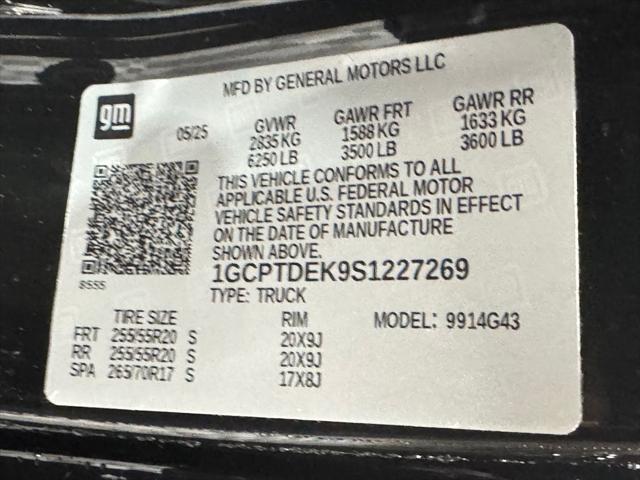 MFD BY GENERAL MOTORS LLC
gm
05/25 GVWR GAWR FRT GAWR RR
2835 KG 1588 KG 1633 KG
6250 LB 3500 LB 3600 LB
THIS VEHICLE CONFORMS TO ALL
APPLICABLE U.S. FEDERAL MOTOR
VEHICLE SAFETY STANDARDS IN EFFECT
ON THE DATE OF MANUFACTURE
SHOWN ABOVE.
8555
1GCPTDEK9S1227269
TYPE: TRUCK
TIRE SIZE RIM MODEL: 9914G43
FRT 255/55R20 S 20X9J
RR 255/55R20 S 20X9J
SPA 265/70R17 S 17X8J